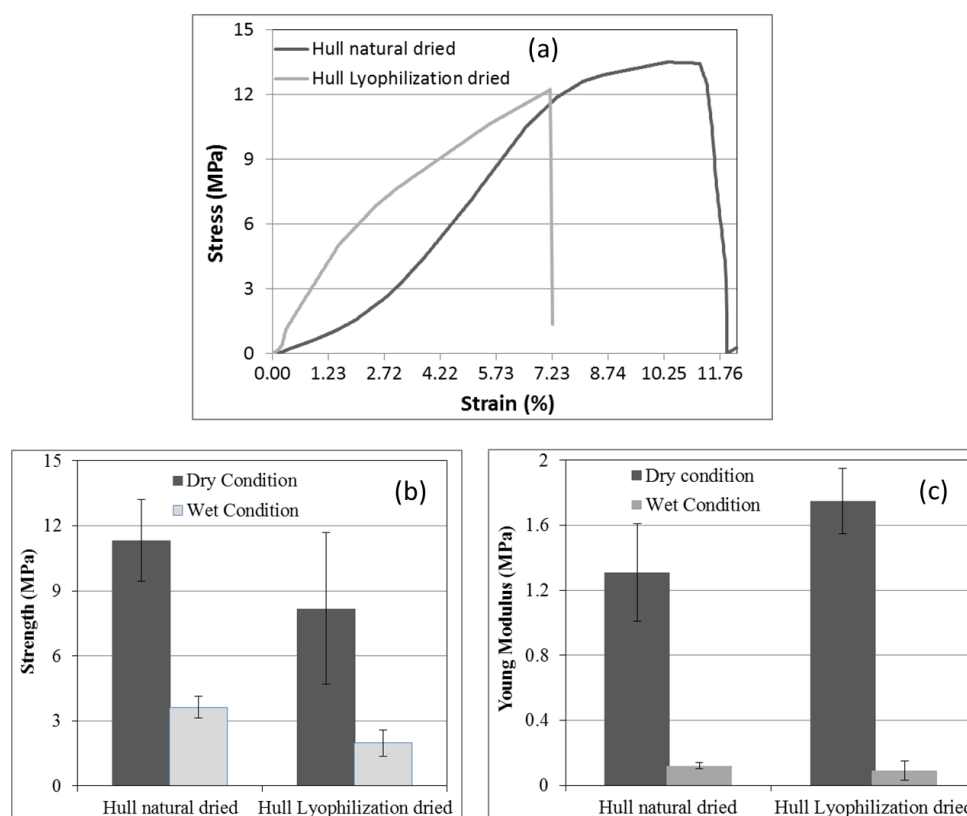 (a)
Hull natural dried
Hull Lyophilization dried
15
12
9
6
3
0
Stress (MPa)
0.00 1.23 2.72 4.22 5.73 7.23 8.74 10.25 11.76
Strain (%)
(b)
Dry Condition
Wet Condition
15
12
9
6
3
0
Strength (MPa)
Hull natural dried Hull Lyophilization dried
(c)
Dry condition
Wet Condition
2
1.6
1.2
0.8
0.4
0
Young Modulus (MPa)
Hull natural dried Hull Lyophilization dried